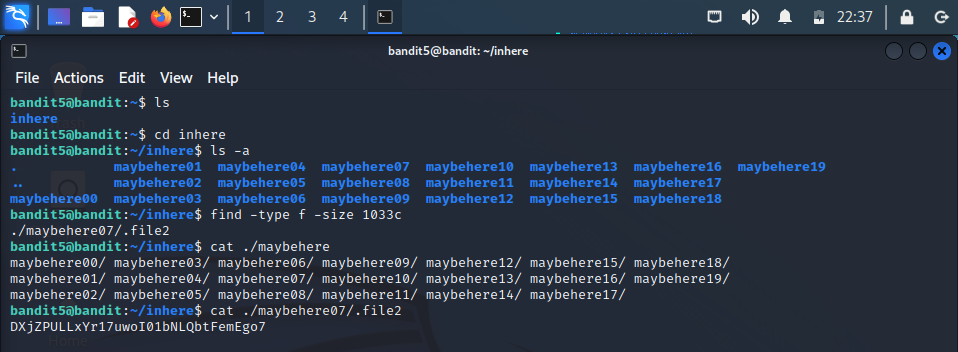 1 2 3 4 22:37
bandit5@bandit: ~/inhere
File Actions Edit View Help
bandit5@bandit:~$ ls
inhere
bandit5@bandit:~$ cd inhere
bandit5@bandit:~/inhere$ ls -a
. maybehere01 maybehere04 maybehere07 maybehere10 maybehere13 maybehere16 maybehere19
.. maybehere02 maybehere05 maybehere08 maybehere11 maybehere14 maybehere17
maybehere00 maybehere03 maybehere06 maybehere09 maybehere12 maybehere15 maybehere18
bandit5@bandit:~/inhere$ find -type f -size 1033c
./maybehere07/.file2
bandit5@bandit:~/inhere$ cat ./maybehere
maybehere00/ maybehere03/ maybehere06/ maybehere09/ maybehere12/ maybehere15/ maybehere18/
maybehere01/ maybehere04/ maybehere07/ maybehere10/ maybehere13/ maybehere16/ maybehere19/
maybehere02/ maybehere05/ maybehere08/ maybehere11/ maybehere14/ maybehere17/
bandit5@bandit:~/inhere$ cat ./maybehere07/.file2
DXjZPULLxYr17uwoI01bNLQbtFemEgo7
Home